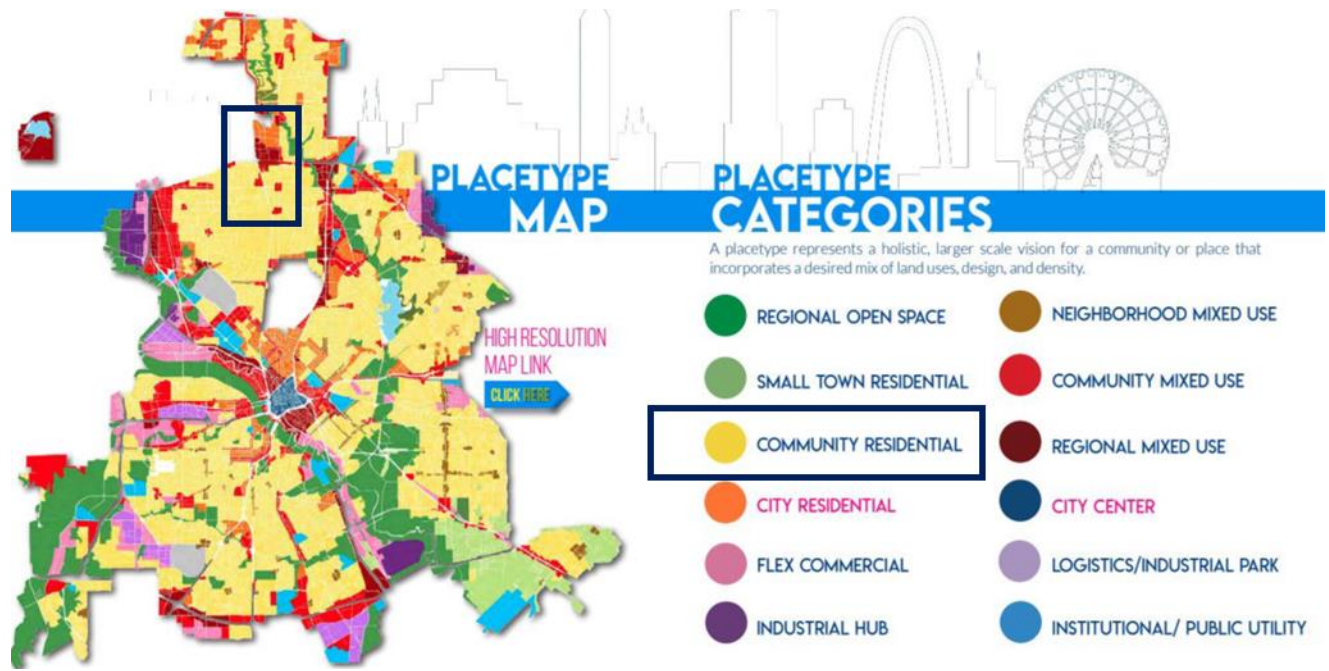 PLACETYPE
MAP
HIGH RESOLUTION
MAP LINK
CLICK HERE
PLACETYPE
CATEGORIES
A placetype represents a holistic, larger scale vision for a community or place that
incorporates a desired mix of land uses, design, and density.
REGIONAL OPEN SPACE
SMALL TOWN RESIDENTIAL
COMMUNITY RESIDENTIAL
CITY RESIDENTIAL
FLEX COMMERCIAL
INDUSTRIAL HUB
NEIGHBORHOOD MIXED USE
COMMUNITY MIXED USE
REGIONAL MIXED USE
CITY CENTER
LOGISTICS/INDUSTRIAL PARK
INSTITUTIONAL/ PUBLIC UTILITY